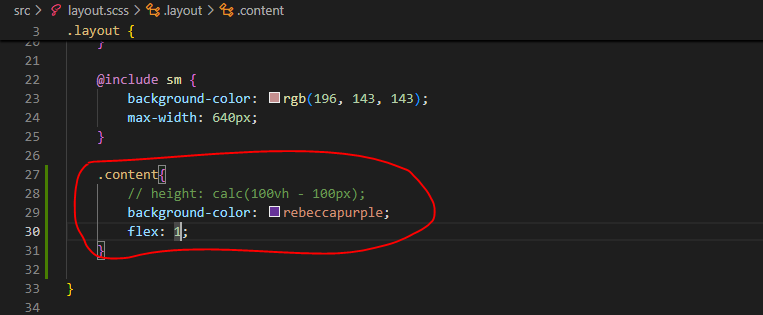 src > layout.scss > .layout > .content
3 .layout {
20 }
21
22 @include sm {
23 background-color: rgb(196, 143, 143);
24 max-width: 640px;
25 }
26
27 .content{
28 // height: calc(100vh - 100px);
29 background-color: rebeccapurple;
30 flex: 1;
31 }
32
33 }
34